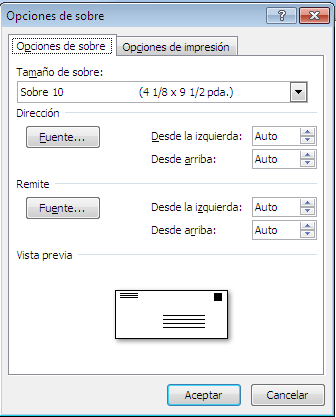 Opciones de sobre
Opciones de sobre Opciones de impresión
Tamaño de sobre:
Sobre 10 (4 1/8 x 9 1/2 pda.)
Dirección
Fuente... Desde la izquierda: Auto
Desde arriba: Auto
Remite
Fuente... Desde la izquierda: Auto
Desde arriba: Auto
Vista previa
Aceptar Cancelar